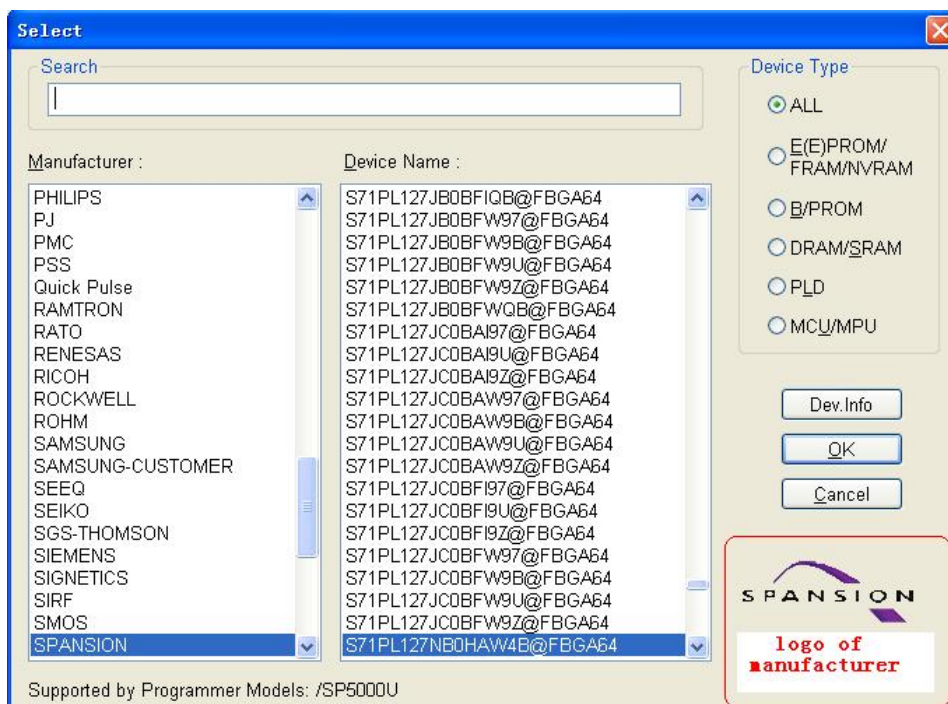 Select
Search
Manufacturer :
PHILIPS
PJ
PMC
PSS
Quick Pulse
RAMTRON
RATO
RENESAS
RICOH
ROCKWELL
ROHM
SAMSUNG
SAMSUNG-CUSTOMER
SEEQ
SEIKO
SGS-THOMSON
SIEMENS
SIGNETICS
SIRF
SMOS
SPANSION
Device Name :
S71PL127JB0BFIQB@FBGA64
S71PL127JB0BFW97@FBGA64
S71PL127JB0BFW9B@FBGA64
S71PL127JB0BFW9U@FBGA64
S71PL127JB0BFW9Z@FBGA64
S71PL127JB0BFWQB@FBGA64
S71PL127JC0BAI97@FBGA64
S71PL127JC0BAI9U@FBGA64
S71PL127JC0BAI9Z@FBGA64
S71PL127JC0BAW97@FBGA64
S71PL127JC0BAW9B@FBGA64
S71PL127JC0BAW9U@FBGA64
S71PL127JC0BAW9Z@FBGA64
S71PL127JC0BFI97@FBGA64
S71PL127JC0BFI9U@FBGA64
S71PL127JC0BFI9Z@FBGA64
S71PL127JC0BFW97@FBGA64
S71PL127JC0BFW9B@FBGA64
S71PL127JC0BFW9U@FBGA64
S71PL127JC0BFW9Z@FBGA64
S71PL127NB0HAW4B@FBGA64
Supported by Programmer Models: /SP5000U
Device Type
ALL
E(E)PROM/
FRAM/NVRAM
B/PROM
DRAM/SRAM
PLD
MCU/MPU
Dev.Info
OK
Cancel
SPANSION
logo of
manufacturer